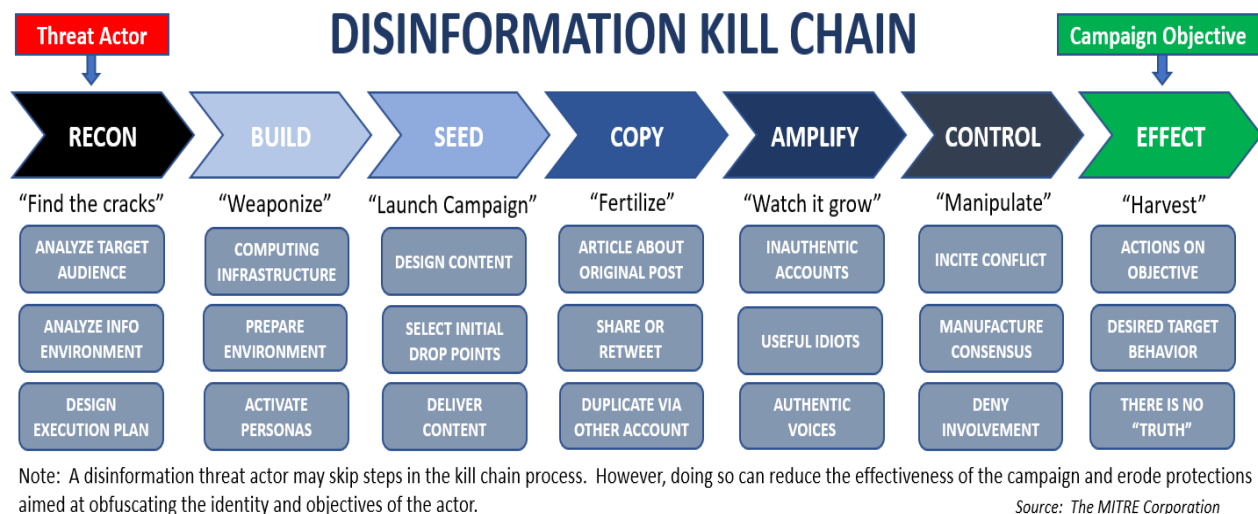 Threat Actor
DISINFORMATION KILL CHAIN
Campaign Objective
RECON
BUILD
SEED
COPY
AMPLIFY
CONTROL
EFFECT
“Find the cracks”
“Weaponize”
“Launch Campaign”
“Fertilize”
“Watch it grow”
“Manipulate”
“Harvest”
ANALYZE TARGET
AUDIENCE
COMPUTING
INFRASTRUCTURE
DESIGN CONTENT
ARTICLE ABOUT
ORIGINAL POST
INAUTHENTIC
ACCOUNTS
INCITE CONFLICT
ACTIONS ON
OBJECTIVE
ANALYZE INFO
ENVIRONMENT
PREPARE
ENVIRONMENT
SELECT INITIAL
DROP POINTS
SHARE OR
RETWEET
USEFUL IDIOTS
MANUFACTURE
CONSENSUS
DESIRED TARGET
BEHAVIOR
DESIGN
EXECUTION PLAN
ACTIVATE
PERSONAS
DELIVER
CONTENT
DUPLICATE VIA
OTHER ACCOUNT
AUTHENTIC
VOICES
DENY
INVOLVEMENT
THERE IS NO
“TRUTH”
Note: A disinformation threat actor may skip steps in the kill chain process. However, doing so can reduce the effectiveness of the campaign and erode protections
aimed at obfuscating the identity and objectives of the actor.
Source: The MITRE Corporation